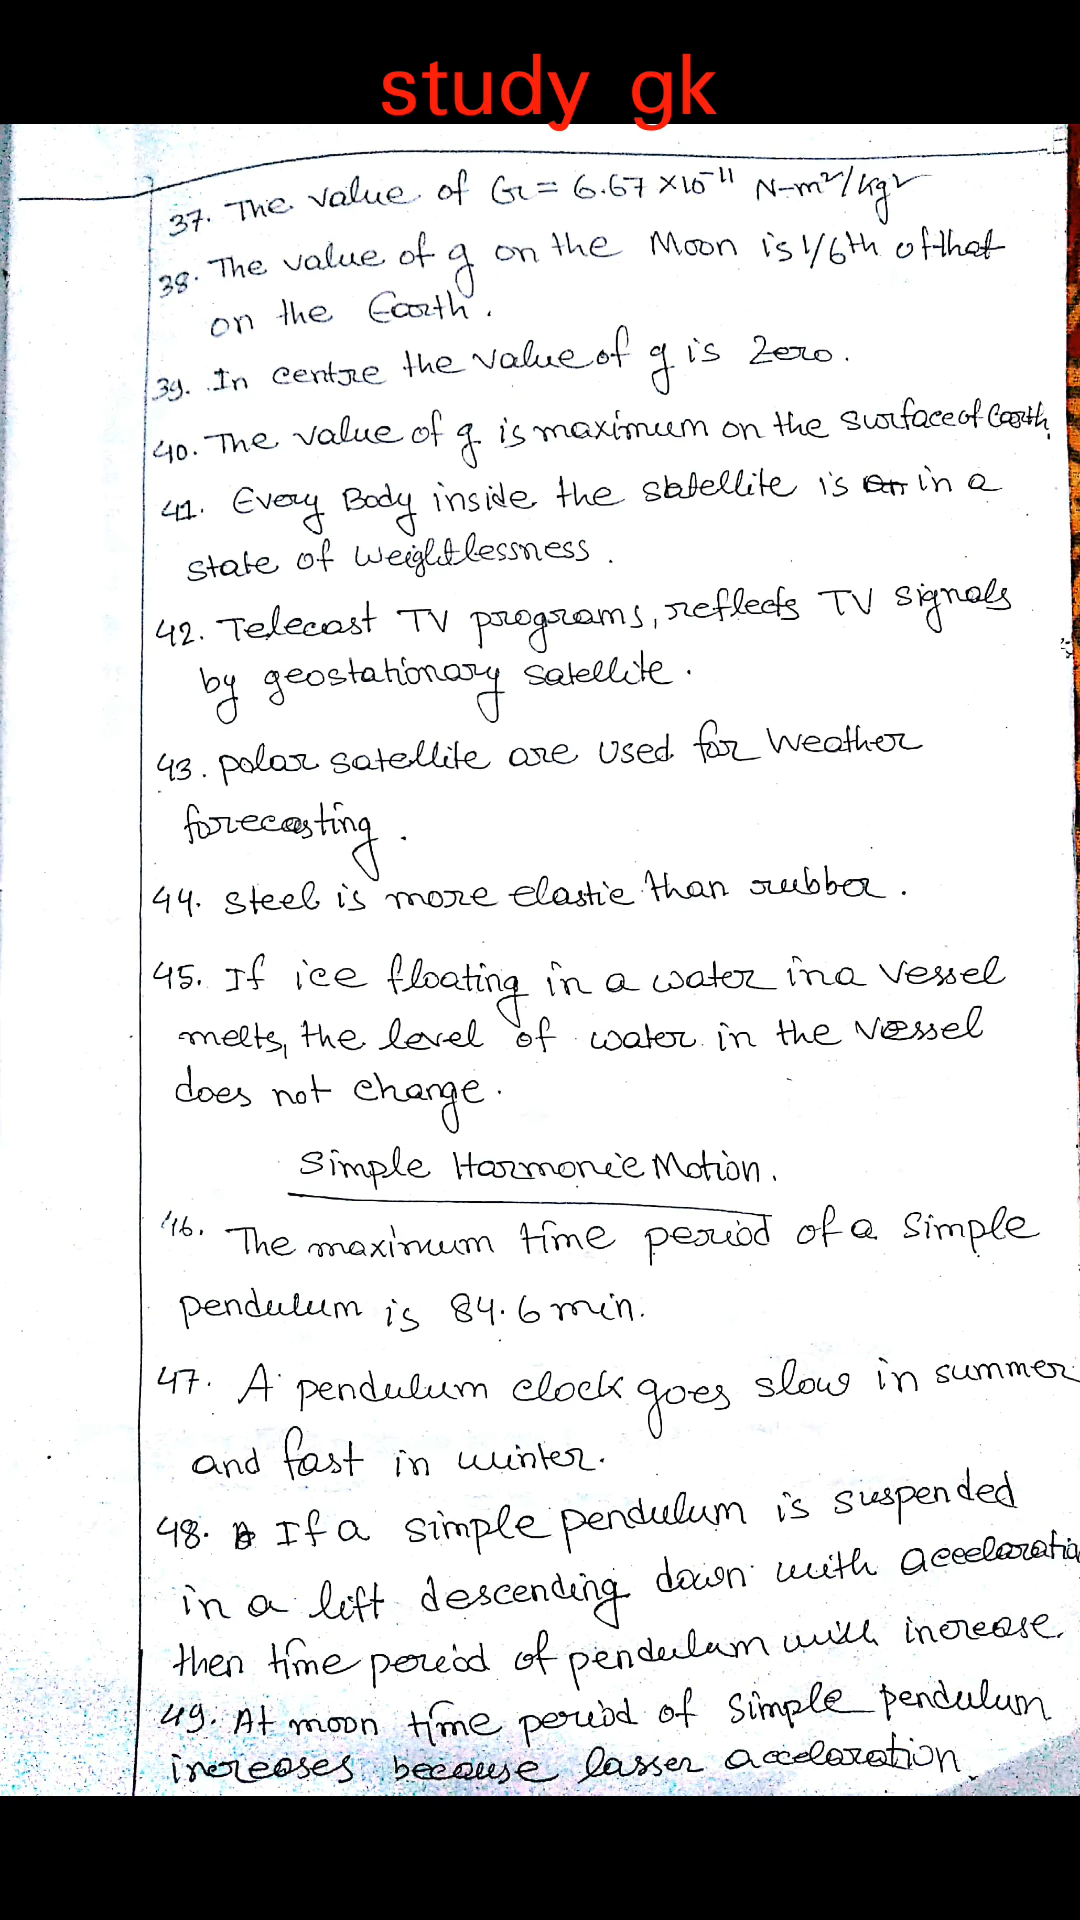 study gk
37. The value of G = 6.67 ×10⁻¹¹ N-m²/kg²
38. The value of g on the Moon is 1/6th of that
on the Earth.
39. In centre the value of g is Zero.
40. The value of g is maximum on the surface of Earth.
41. Every Body inside the satellite is in a
state of weightlessness.
42. Telecast TV programs, reflects TV signals
by geostationary satellite.
43. polar satellite are used for Weather
forecasting.
44. steel is more elastic than rubber.
45. If ice floating in a water in a Vessel
melts, the level of water in the vessel
does not change.
Simple Harmonic Motion.
46. The maximum time period of a Simple
pendulum is 84.6 min.
47. A pendulum clock goes slow in summer
and fast in winter.
48. If a simple pendulum is suspended
in a lift descending down with acceleratio
then time period of pendulum will increase.
49. At moon time period of simple pendulum
increases because lasser acceleration.